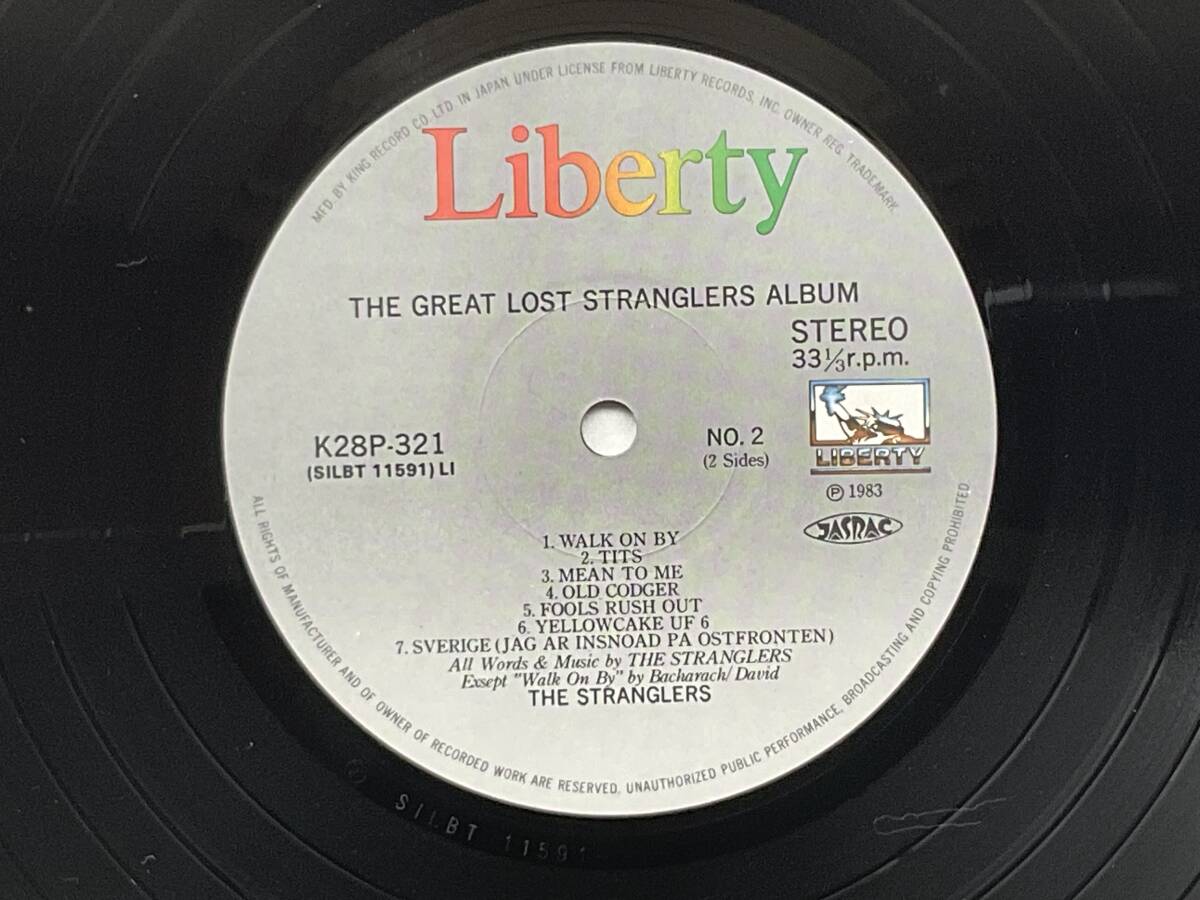 MFD. BY KING RECORD CO. LTD. IN JAPAN UNDER LICENSE FROM LIBERTY RECORDS, INC. OWNER REG. TRADEMARK.
Liberty
THE GREAT LOST STRANGLERS ALBUM
STEREO
33⅓r.p.m.
K28P-321
(SILBT 11591) LI
NO. 2
(2 Sides)
LIBERTY
Ⓟ 1983
JASRAC
1. WALK ON BY
2. TITS
3. MEAN TO ME
4. OLD CODGER
5. FOOLS RUSH OUT
6. YELLOWCAKE UF 6
7. SVERIGE (JAG AR INSNOAD PA OSTFRONTEN)
All Words & Music by THE STRANGLERS
Exsept "Walk On By" by Bacharach/David
THE STRANGLERS
ALL RIGHTS OF MANUFACTURER AND OF OWNER OF RECORDED WORK ARE RESERVED. UNAUTHORIZED PUBLIC PERFORMANCE, BROADCASTING AND COPYING PROHIBITED.
SILBT 11591